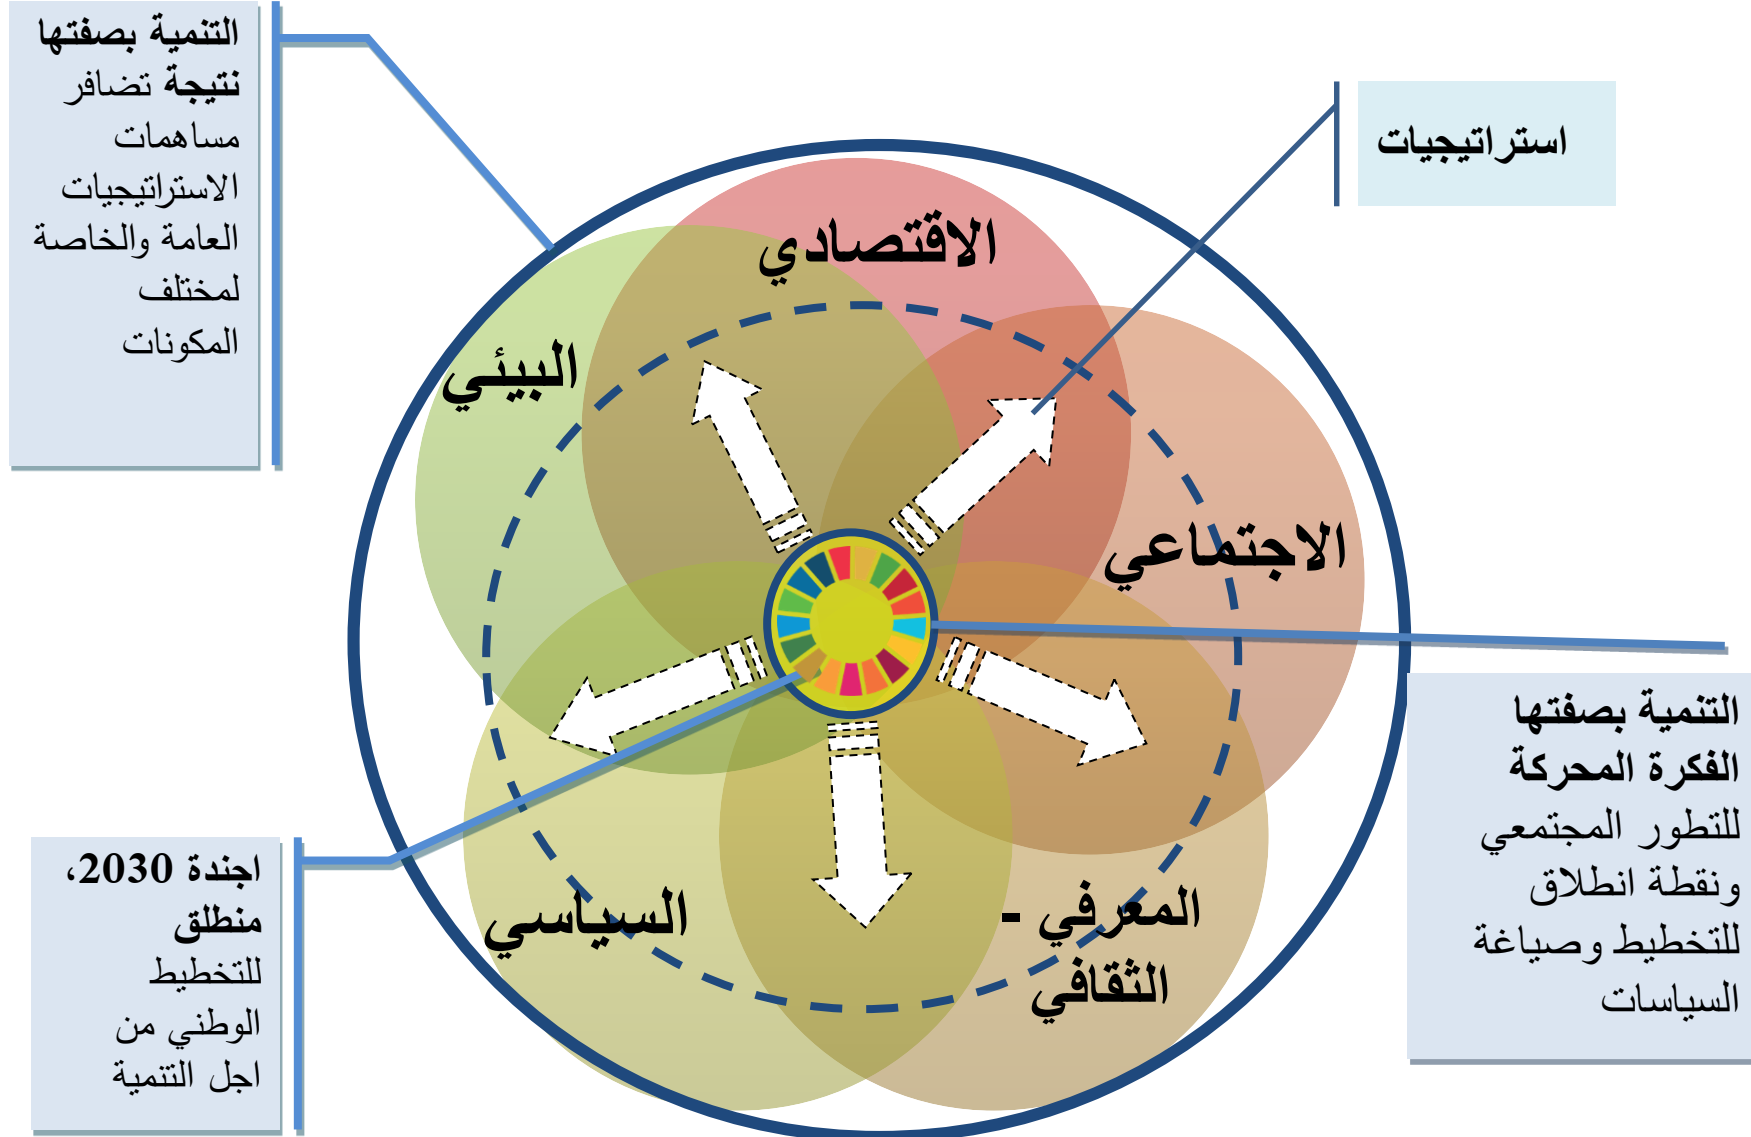 التنمية بصفتها
نتيجة تضافر
مساهمات
الاستراتيجيات
العامة والخاصة
لمختلف
المكونات
استراتيجيات
الاقتصادي
البيئي
الاجتماعي
المعرفي -
الثقافي
السياسي
التنمية بصفتها
الفكرة المحركة
للتطور المجتمعي
ونقطة انطلاق
للتخطيط وصياغة
السياسات
اجندة 2030،
منطلق
للتخطيط
الوطني من
اجل التنمية